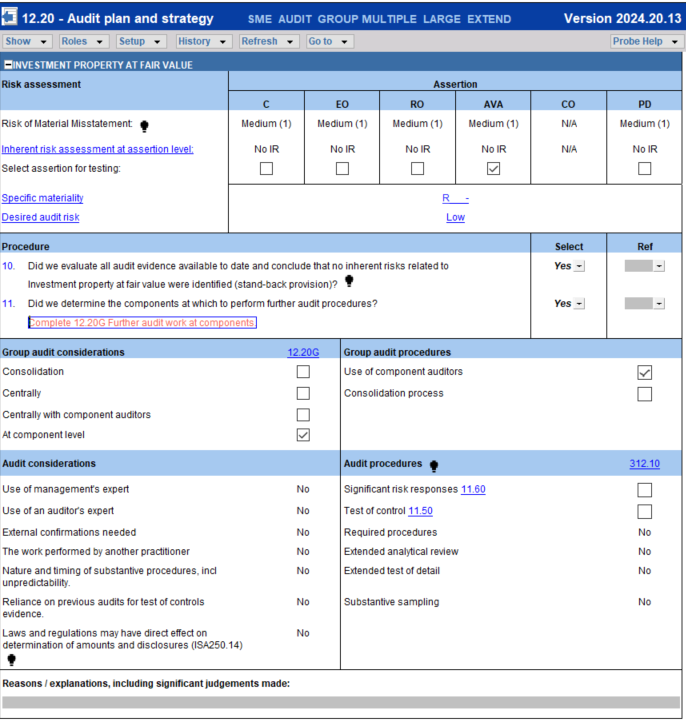 12.20 - Audit plan and strategy SME AUDIT GROUP MULTIPLE LARGE EXTEND Version 2024.20.13
Show Roles Setup History Refresh Go to Probe Help
INVESTMENT PROPERTY AT FAIR VALUE
Risk assessment Assertion
C EO RO AVA CO PD
Risk of Material Misstatement: Medium (1) Medium (1) Medium (1) Medium (1) N/A Medium (1)
Inherent risk assessment at assertion level: No IR No IR No IR No IR N/A No IR
Select assertion for testing:
Specific materiality R -
Desired audit risk Low
Procedure Select Ref
10. Did we evaluate all audit evidence available to date and conclude that no inherent risks related to Yes
Investment property at fair value were identified (stand-back provision)?
11. Did we determine the components at which to perform further audit procedures? Yes
Complete 12.20G Further audit work at components
Group audit considerations 12.20G Group audit procedures
Consolidation Use of component auditors
Centrally Consolidation process
Centrally with component auditors
At component level
Audit considerations Audit procedures 312.10
Use of management's expert No Significant risk responses 11.60
Use of an auditor's expert No Test of control 11.50
External confirmations needed No Required procedures No
The work performed by another practitioner No Extended analytical review No
Nature and timing of substantive procedures, incl No Extended test of detail No
unpredictability.
Reliance on previous audits for test of controls No Substantive sampling No
evidence.
Laws and regulations may have direct effect on No
determination of amounts and disclosures (ISA250.14)
Reasons / explanations, including significant judgements made: